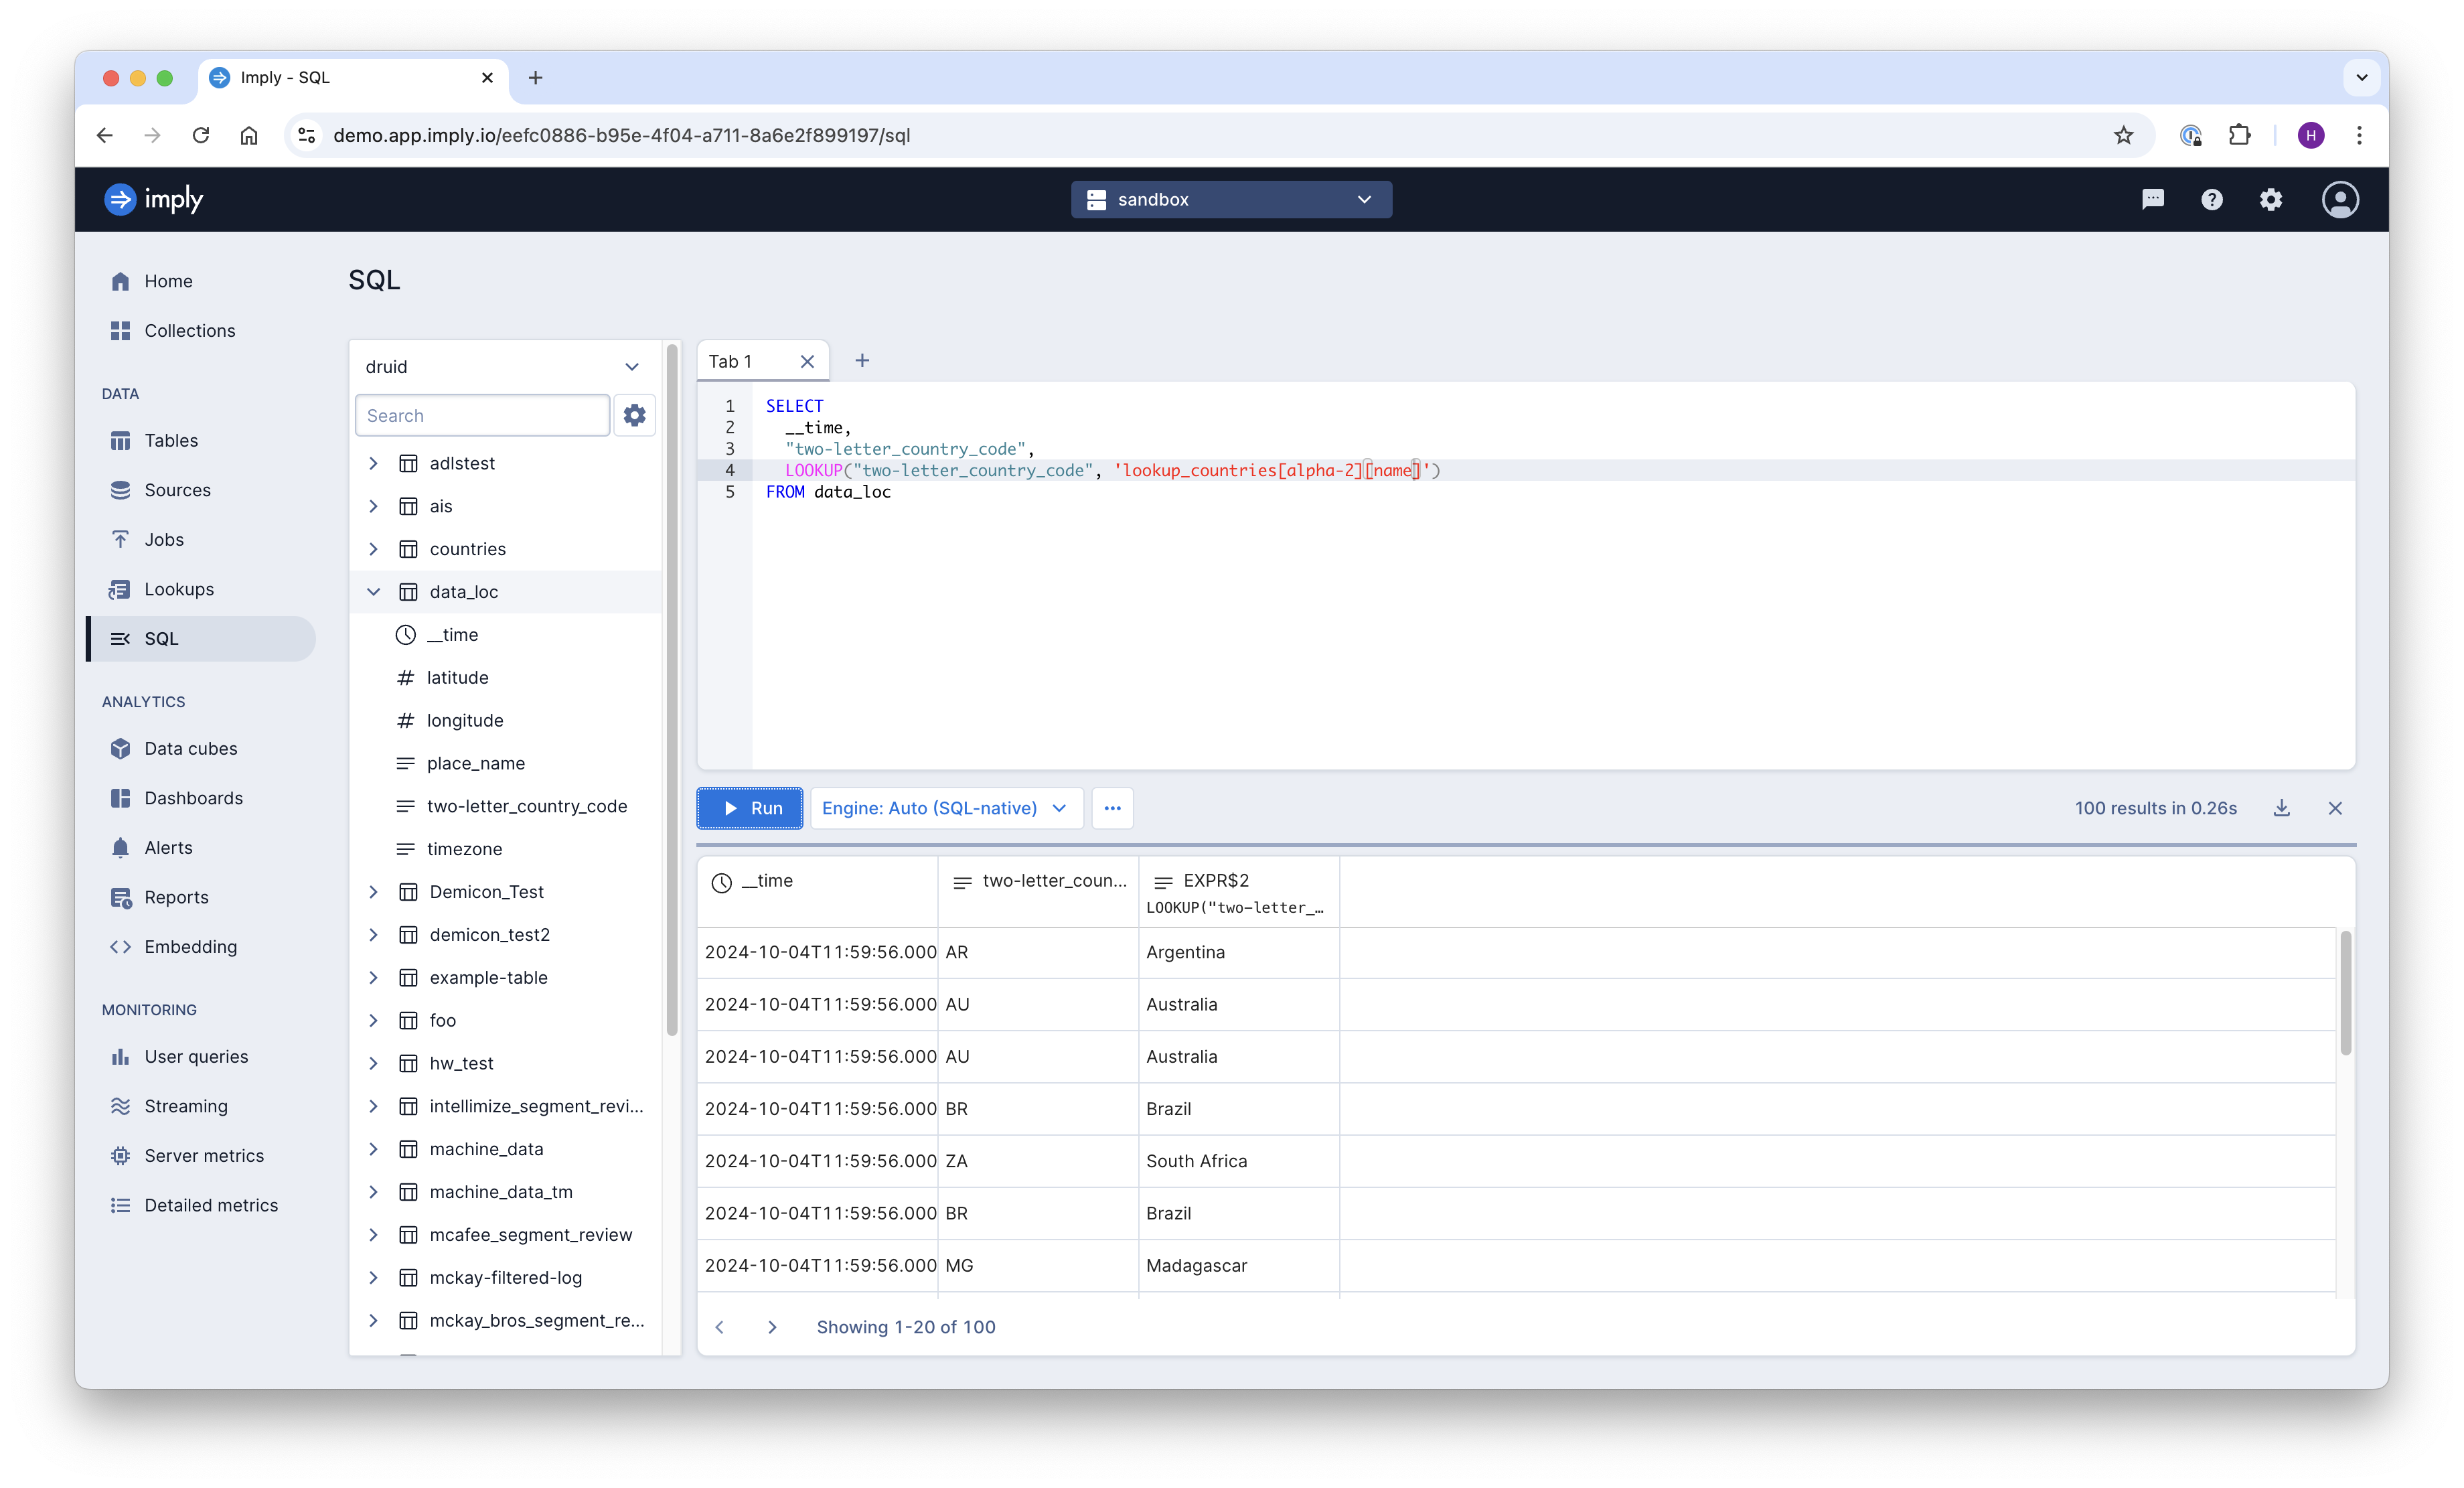 Imply - SQL
demo.app.imply.io/eefc0886-b95e-4f04-a711-8a6e2f899197/sql
H
imply
sandbox
Home
Collections
DATA
Tables
Sources
Jobs
Lookups
SQL
ANALYTICS
Data cubes
Dashboards
Alerts
Reports
Embedding
MONITORING
User queries
Streaming
Server metrics
Detailed metrics
SQL
druid
Search
adlstest
ais
countries
data_loc
__time
latitude
longitude
place_name
two-letter_country_code
timezone
Demicon_Test
demicon_test2
example-table
foo
hw_test
intellimize_segment_revi...
machine_data
machine_data_tm
mcafee_segment_review
mckay-filtered-log
mckay_bros_segment_re...
Tab 1
1 SELECT
2 __time,
3 "two-letter_country_code",
4 LOOKUP("two-letter_country_code", 'lookup_countries[alpha-2][name]')
5 FROM data_loc
Run
Engine: Auto (SQL-native)
100 results in 0.26s
__time two-letter_coun... EXPR$2
LOOKUP("two-letter_...
2024-10-04T11:59:56.000 AR Argentina
2024-10-04T11:59:56.000 AU Australia
2024-10-04T11:59:56.000 AU Australia
2024-10-04T11:59:56.000 BR Brazil
2024-10-04T11:59:56.000 ZA South Africa
2024-10-04T11:59:56.000 BR Brazil
2024-10-04T11:59:56.000 MG Madagascar
Showing 1-20 of 100